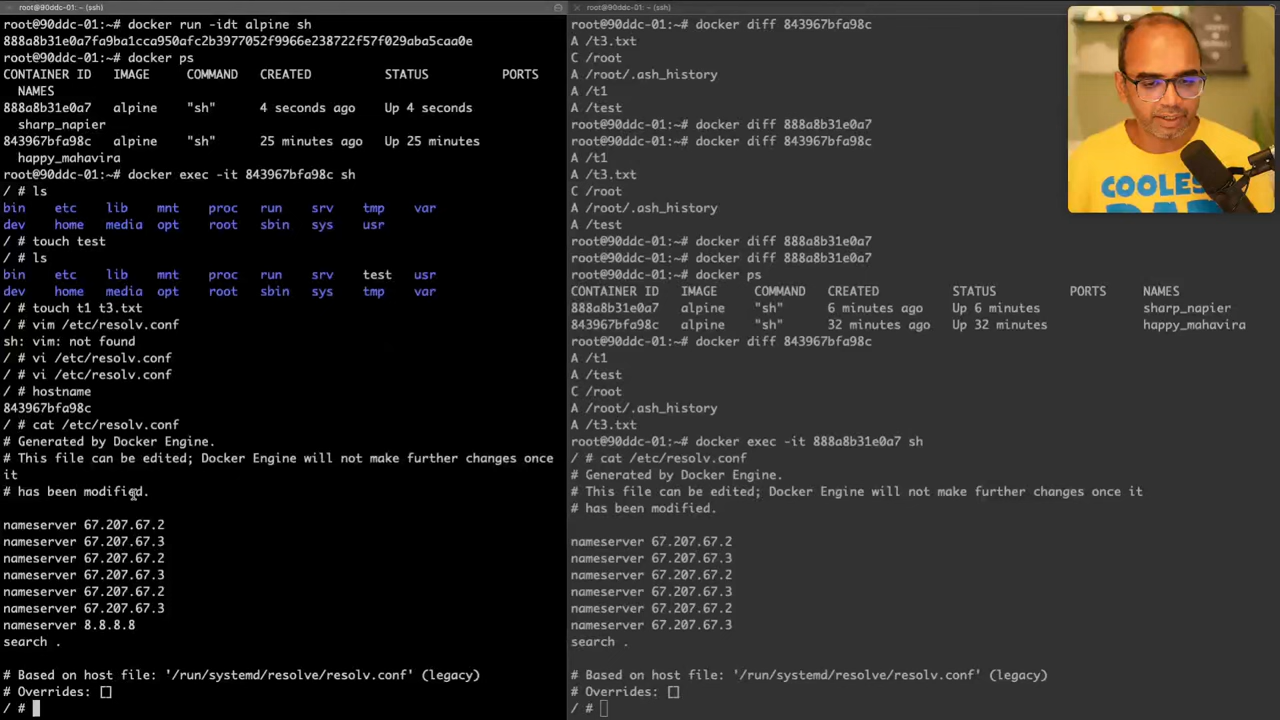 root@90ddc-01: ~ (ssh)
root@90ddc-01:~# docker run -idt alpine sh
888a8b31e0a7fa9ba1cca950afc2b3977052f9966e238722f57f029aba5caa0e
root@90ddc-01:~# docker ps
CONTAINER ID   IMAGE     COMMAND   CREATED          STATUS          PORTS
  NAMES
888a8b31e0a7   alpine    "sh"      4 seconds ago    Up 4 seconds
  sharp_napier
843967bfa98c   alpine    "sh"      25 minutes ago   Up 25 minutes
  happy_mahavira
root@90ddc-01:~# docker exec -it 843967bfa98c sh
/ # ls
bin    etc    lib    mnt    proc   run    srv    tmp    var
dev    home   media  opt    root   sbin   sys    usr
/ # touch test
/ # ls
bin    etc    lib    mnt    proc   run    srv    test   usr
dev    home   media  opt    root   sbin   sys    tmp    var
/ # touch t1 t3.txt
/ # vim /etc/resolv.conf
sh: vim: not found
/ # vi /etc/resolv.conf
/ # vi /etc/resolv.conf
/ # hostname
843967bfa98c
/ # cat /etc/resolv.conf
# Generated by Docker Engine.
# This file can be edited; Docker Engine will not make further changes once
it
# has been modified.
nameserver 67.207.67.2
nameserver 67.207.67.3
nameserver 67.207.67.2
nameserver 67.207.67.3
nameserver 67.207.67.2
nameserver 67.207.67.3
nameserver 8.8.8.8
search .
# Based on host file: '/run/systemd/resolve/resolv.conf' (legacy)
# Overrides: []
/ #
root@90ddc-01: ~ (ssh)
root@90ddc-01:~# docker diff 843967bfa98c
A /t3.txt
C /root
A /root/.ash_history
A /t1
A /test
root@90ddc-01:~# docker diff 888a8b31e0a7
root@90ddc-01:~# docker diff 843967bfa98c
A /t1
A /t3.txt
C /root
A /root/.ash_history
A /test
root@90ddc-01:~# docker diff 888a8b31e0a7
root@90ddc-01:~# docker diff 888a8b31e0a7
root@90ddc-01:~# docker ps
CONTAINER ID   IMAGE     COMMAND   CREATED          STATUS          PORTS     NAMES
888a8b31e0a7   alpine    "sh"      6 minutes ago    Up 6 minutes              sharp_napier
843967bfa98c   alpine    "sh"      32 minutes ago   Up 32 minutes             happy_mahavira
root@90ddc-01:~# docker diff 843967bfa98c
A /t1
A /test
C /root
A /root/.ash_history
A /t3.txt
root@90ddc-01:~# docker exec -it 888a8b31e0a7 sh
/ # cat /etc/resolv.conf
# Generated by Docker Engine.
# This file can be edited; Docker Engine will not make further changes once it
# has been modified.
nameserver 67.207.67.2
nameserver 67.207.67.3
nameserver 67.207.67.2
nameserver 67.207.67.3
nameserver 67.207.67.2
nameserver 67.207.67.3
search .
# Based on host file: '/run/systemd/resolve/resolv.conf' (legacy)
# Overrides: []
/ #
COOLES